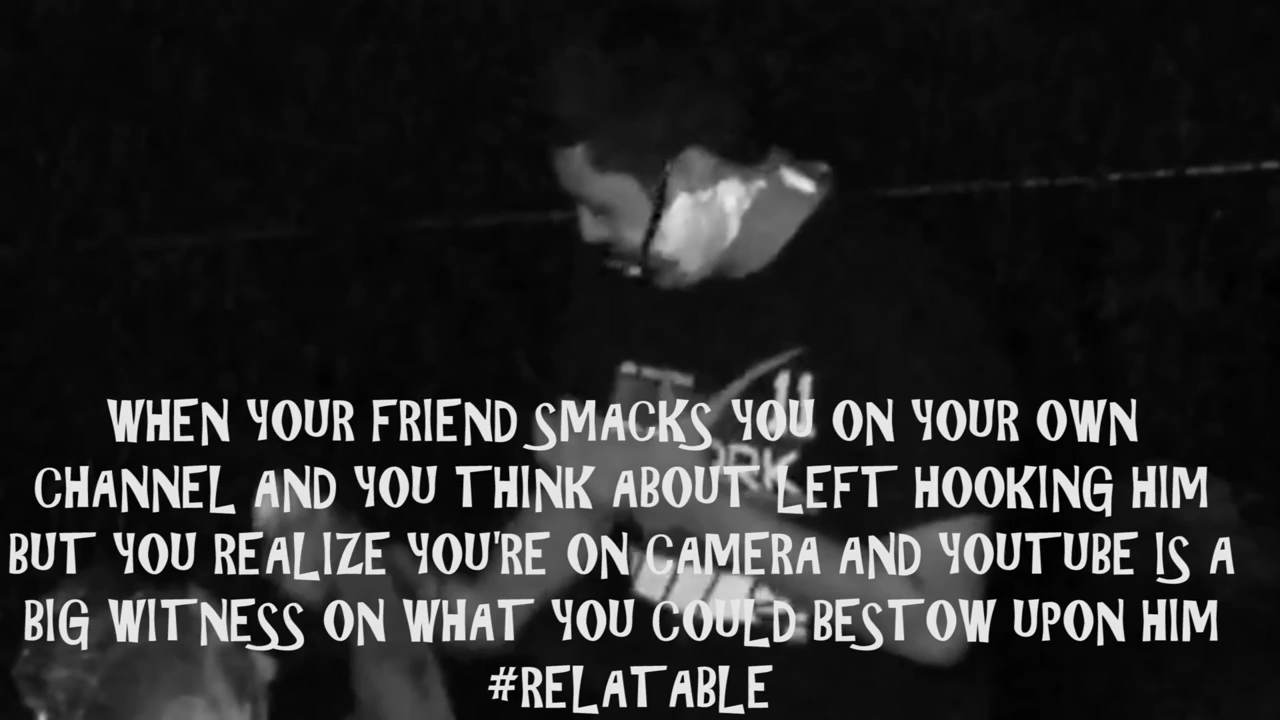 WHEN YOUR FRIEND SMACKS YOU ON YOUR OWN
CHANNEL AND YOU THINK ABOUT LEFT HOOKING HIM
BUT YOU REALIZE YOU'RE ON CAMERA AND YOUTUBE IS A
BIG WITNESS ON WHAT YOU COULD BESTOW UPON HIM
#RELATABLE